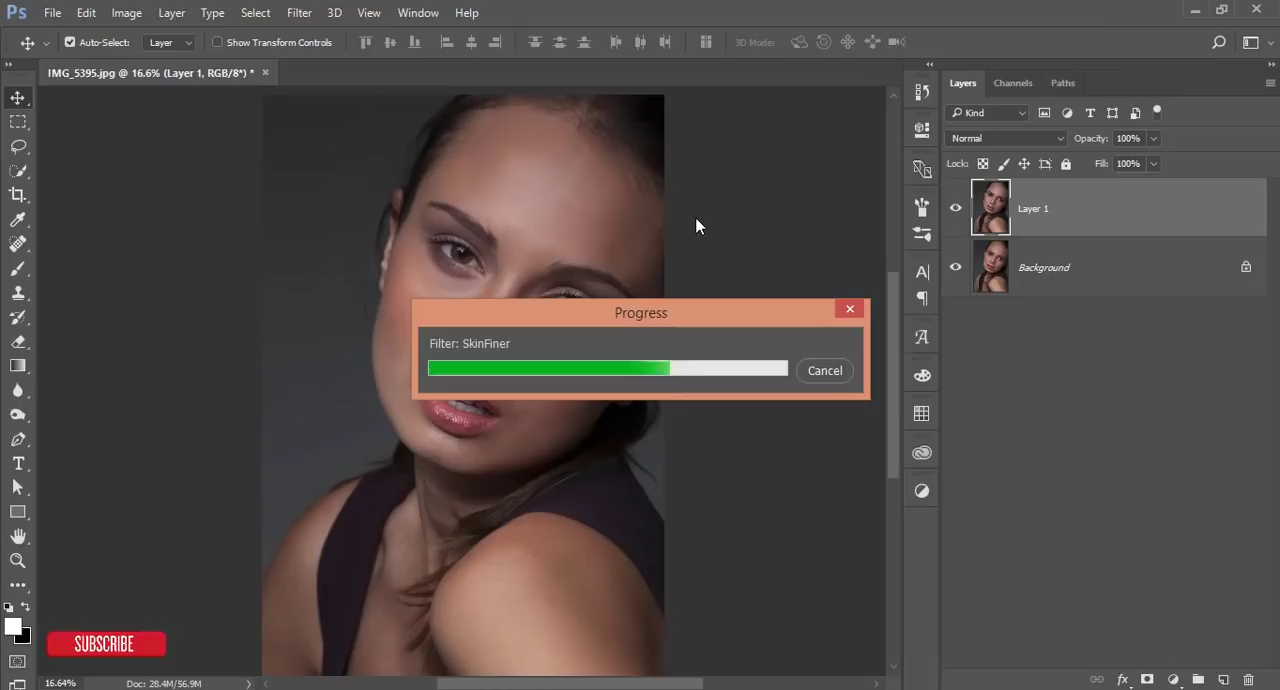 Ps File Edit Image Layer Type Select Filter 3D View Window Help
Auto-Select: Layer Show Transform Controls 3D Mode:
IMG_5395.jpg @ 16.6% (Layer 1, RGB/8*) * ×
Layers Channels Paths
Kind
Normal Opacity: 100%
Lock: Fill: 100%
Layer 1
Background
Progress
Filter: SkinFiner
Cancel
SUBSCRIBE
16.64% Doc: 28.4M/56.9M